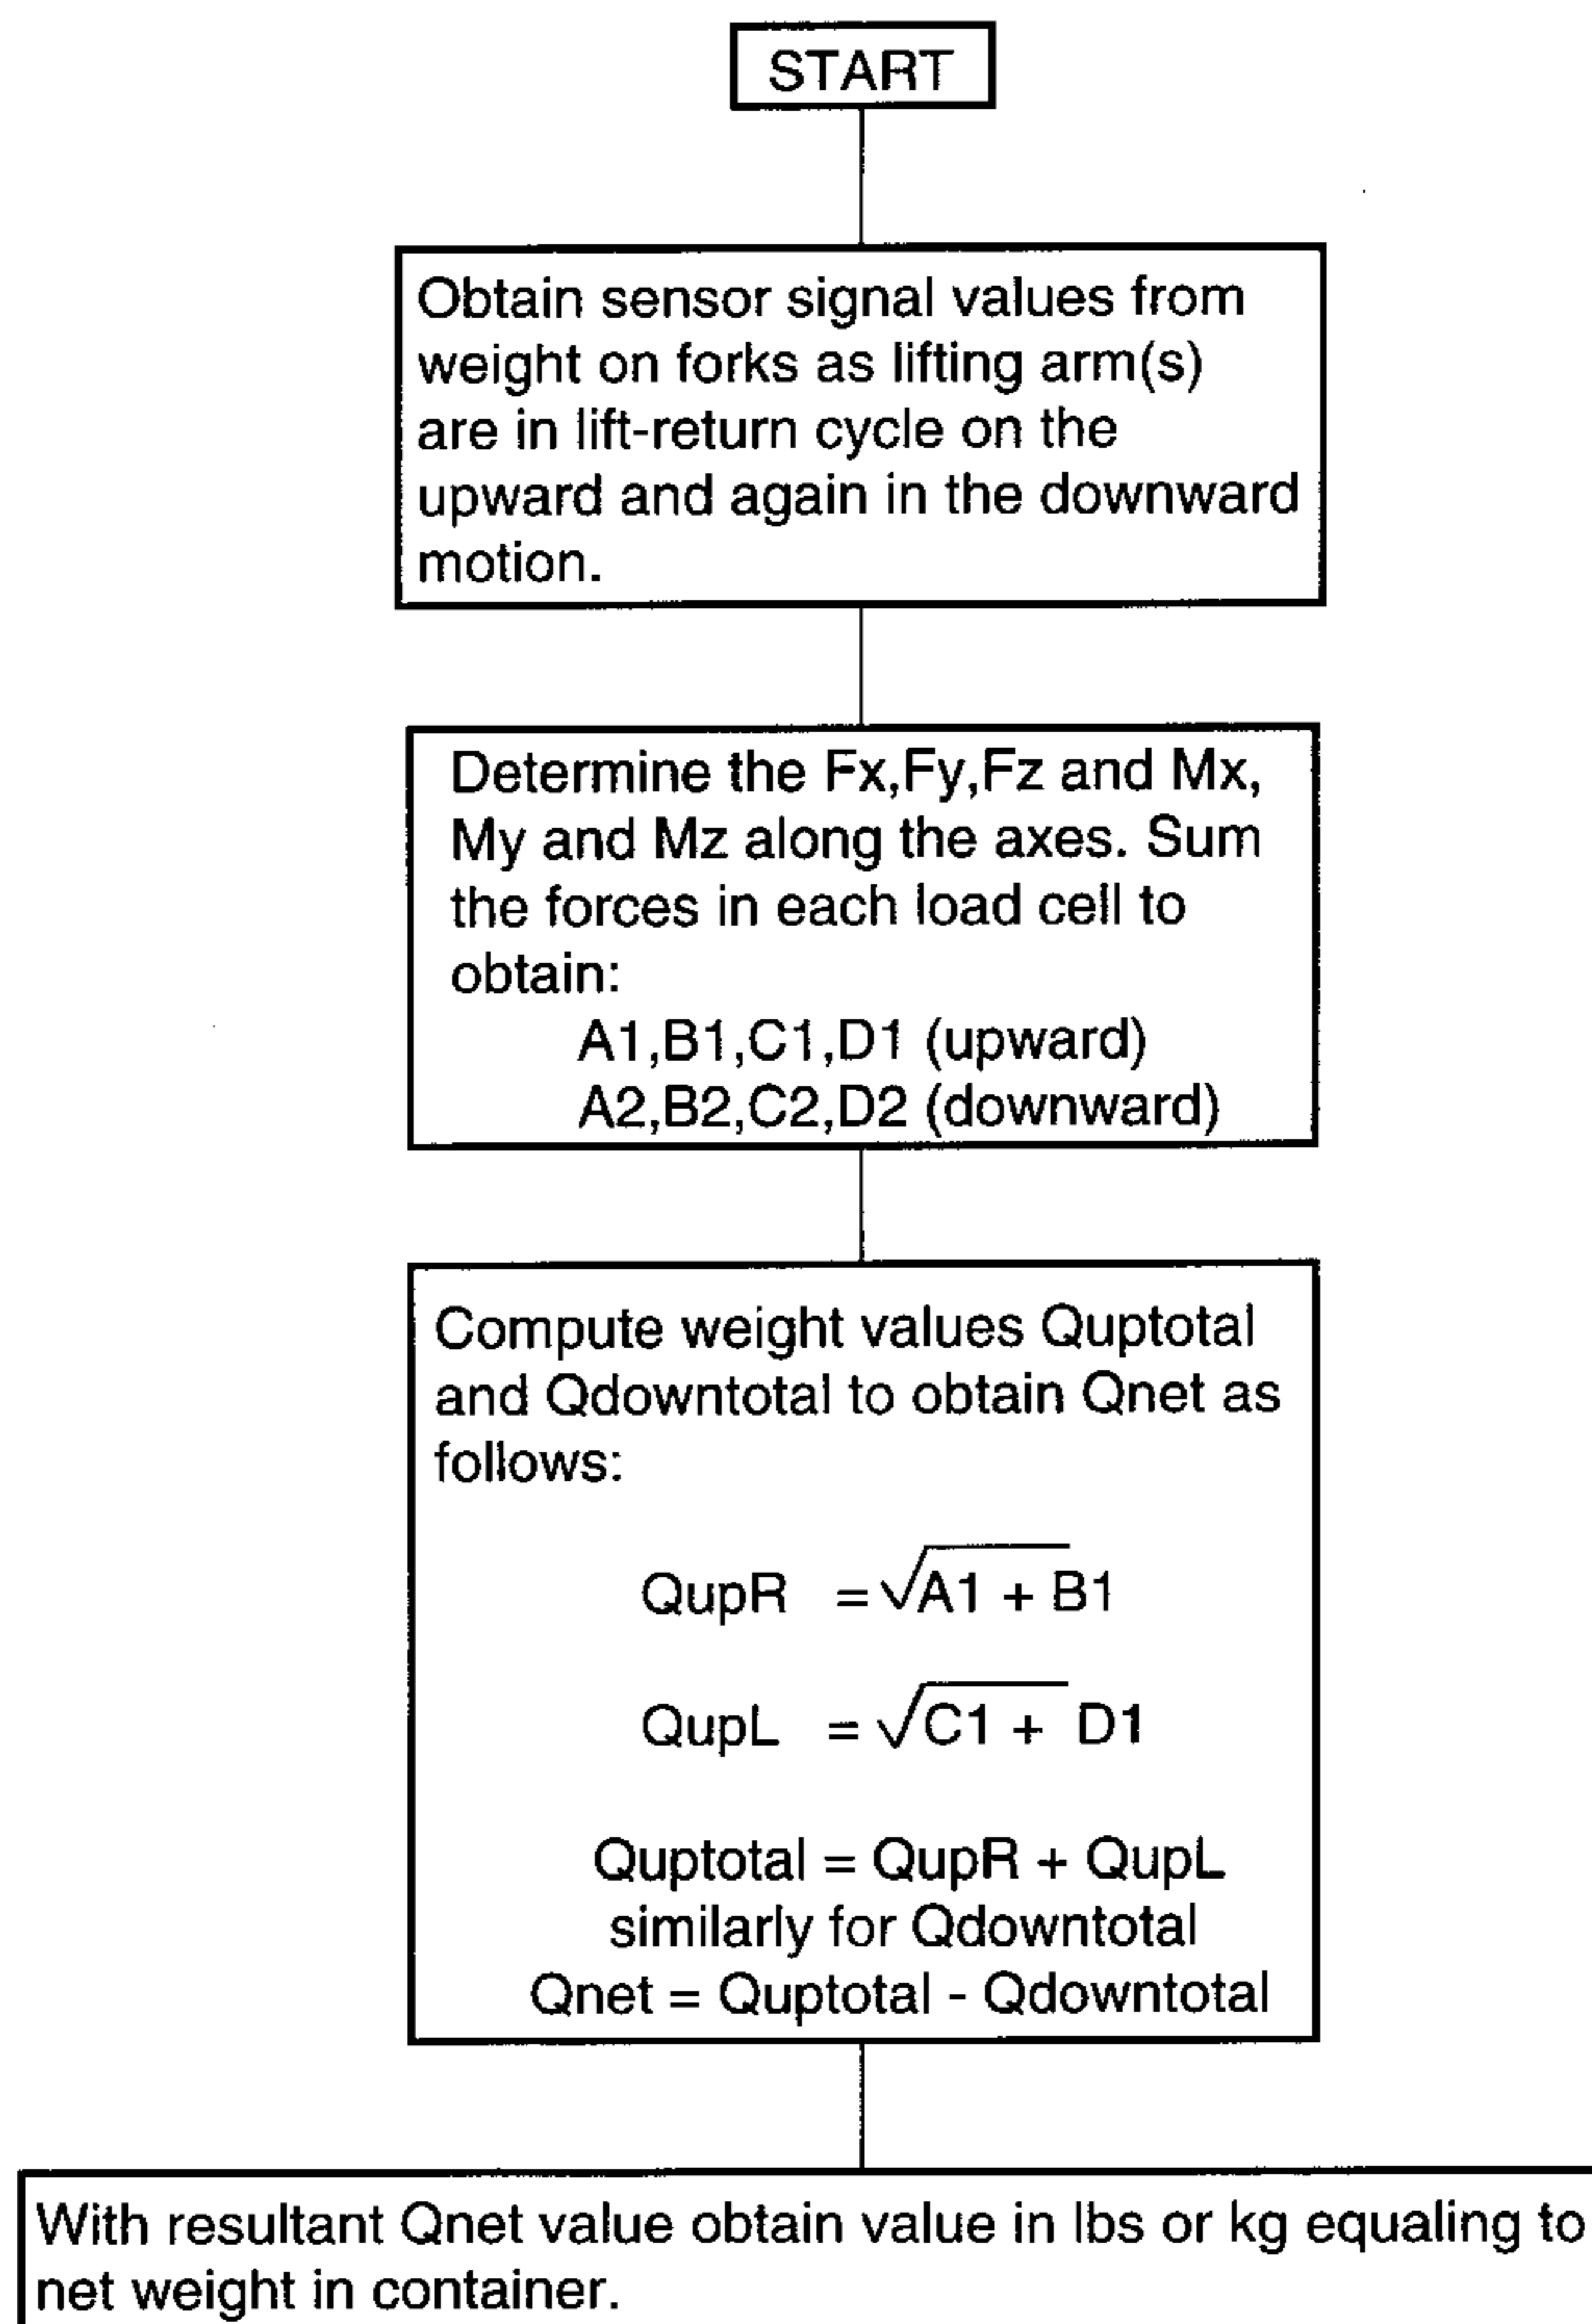 START
Obtain sensor signal values from
weight on forks as lifting arm(s)
are in lift-return cycle on the
upward and again in the downward
motion.
Determine the Fx,Fy,Fz and Mx,
My and Mz along the axes. Sum
the forces in each load cell to
obtain:
A1,B1,C1,D1 (upward)
A2,B2,C2,D2 (downward)
Compute weight values Quptotal
and Qdowntotal to obtain Qnet as
follows:
QupR = √A1 + B1
QupL = √C1 + D1
Quptotal = QupR + QupL
similarly for Qdowntotal
Qnet = Quptotal - Qdowntotal
With resultant Qnet value obtain value in lbs or kg equaling to
net weight in container.